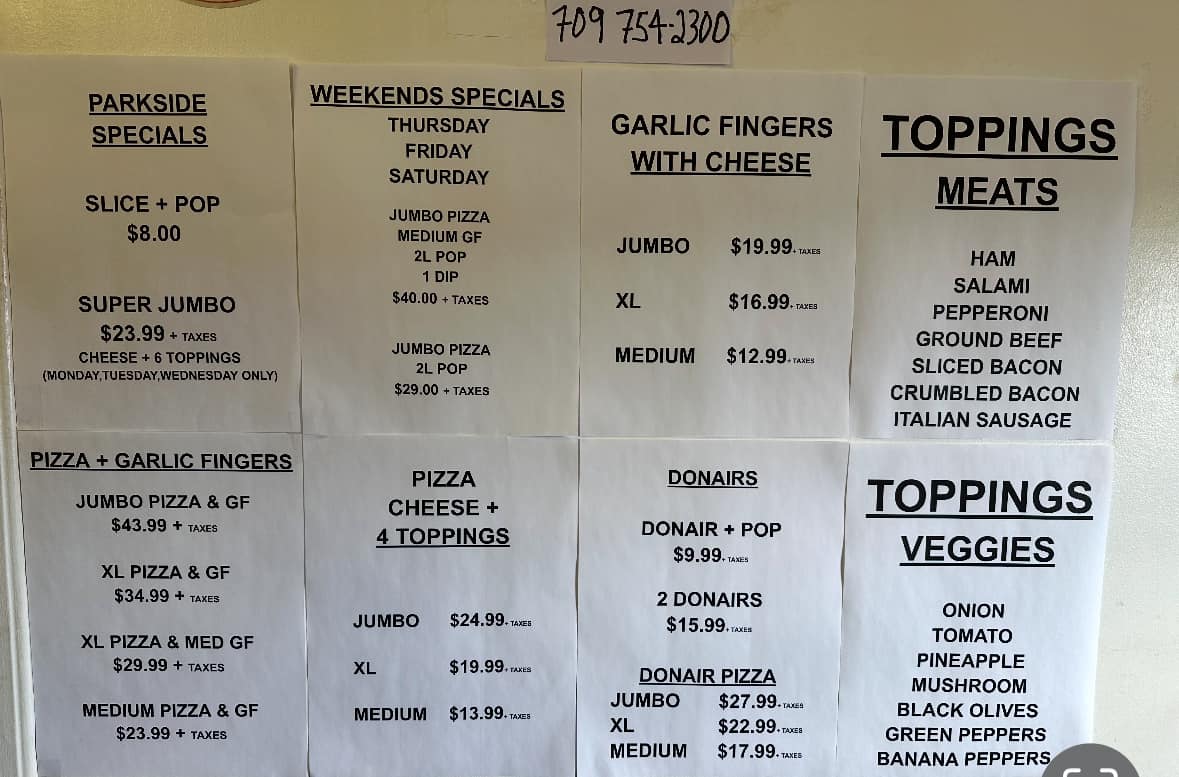 709 754-2300
PARKSIDE
SPECIALS
SLICE + POP
$8.00
SUPER JUMBO
$23.99 + TAXES
CHEESE + 6 TOPPINGS
(MONDAY,TUESDAY,WEDNESDAY ONLY)
WEEKENDS SPECIALS
THURSDAY
FRIDAY
SATURDAY
JUMBO PIZZA
MEDIUM GF
2L POP
1 DIP
$40.00 + TAXES
JUMBO PIZZA
2L POP
$29.00 + TAXES
GARLIC FINGERS
WITH CHEESE
JUMBO $19.99+ TAXES
XL $16.99+ TAXES
MEDIUM $12.99+ TAXES
TOPPINGS
MEATS
HAM
SALAMI
PEPPERONI
GROUND BEEF
SLICED BACON
CRUMBLED BACON
ITALIAN SAUSAGE
PIZZA + GARLIC FINGERS
JUMBO PIZZA & GF
$43.99 + TAXES
XL PIZZA & GF
$34.99 + TAXES
XL PIZZA & MED GF
$29.99 + TAXES
MEDIUM PIZZA & GF
$23.99 + TAXES
PIZZA
CHEESE +
4 TOPPINGS
JUMBO $24.99+ TAXES
XL $19.99+ TAXES
MEDIUM $13.99+ TAXES
DONAIRS
DONAIR + POP
$9.99+ TAXES
2 DONAIRS
$15.99+ TAXES
DONAIR PIZZA
JUMBO $27.99+ TAXES
XL $22.99+ TAXES
MEDIUM $17.99+ TAXES
TOPPINGS
VEGGIES
ONION
TOMATO
PINEAPPLE
MUSHROOM
BLACK OLIVES
GREEN PEPPERS
BANANA PEPPERS